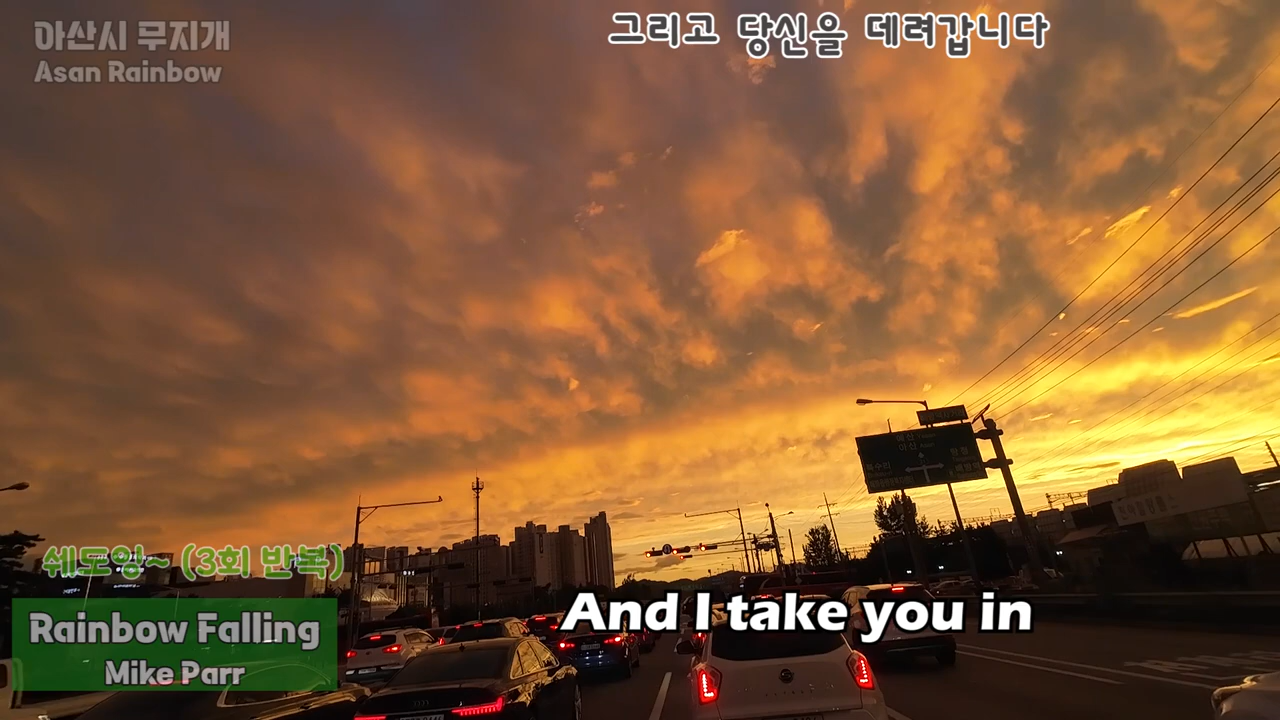 아산시 무지개
Asan Rainbow
그리고 당신을 데려갑니다
쉐도잉~ (3회 반복)
Rainbow Falling
Mike Parr
And I take you in